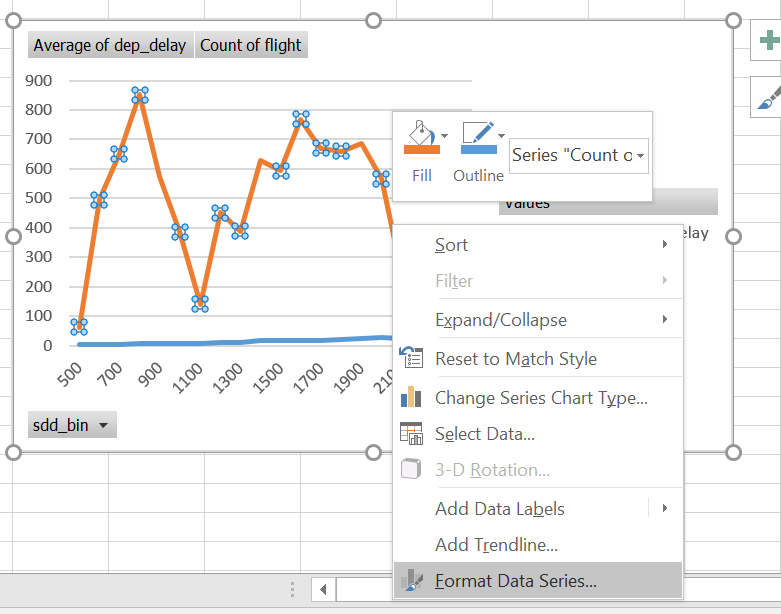 Average of dep_delay Count of flight
900
800
700
600
500
400
300
200
100
0
500 700 900 1100 1300 1500 1700 1900
sdd_bin
Fill Outline Series "Count o
Values
elay
Sort
Filter
Expand/Collapse
Reset to Match Style
Change Series Chart Type...
Select Data...
3-D Rotation...
Add Data Labels
Add Trendline...
Format Data Series...